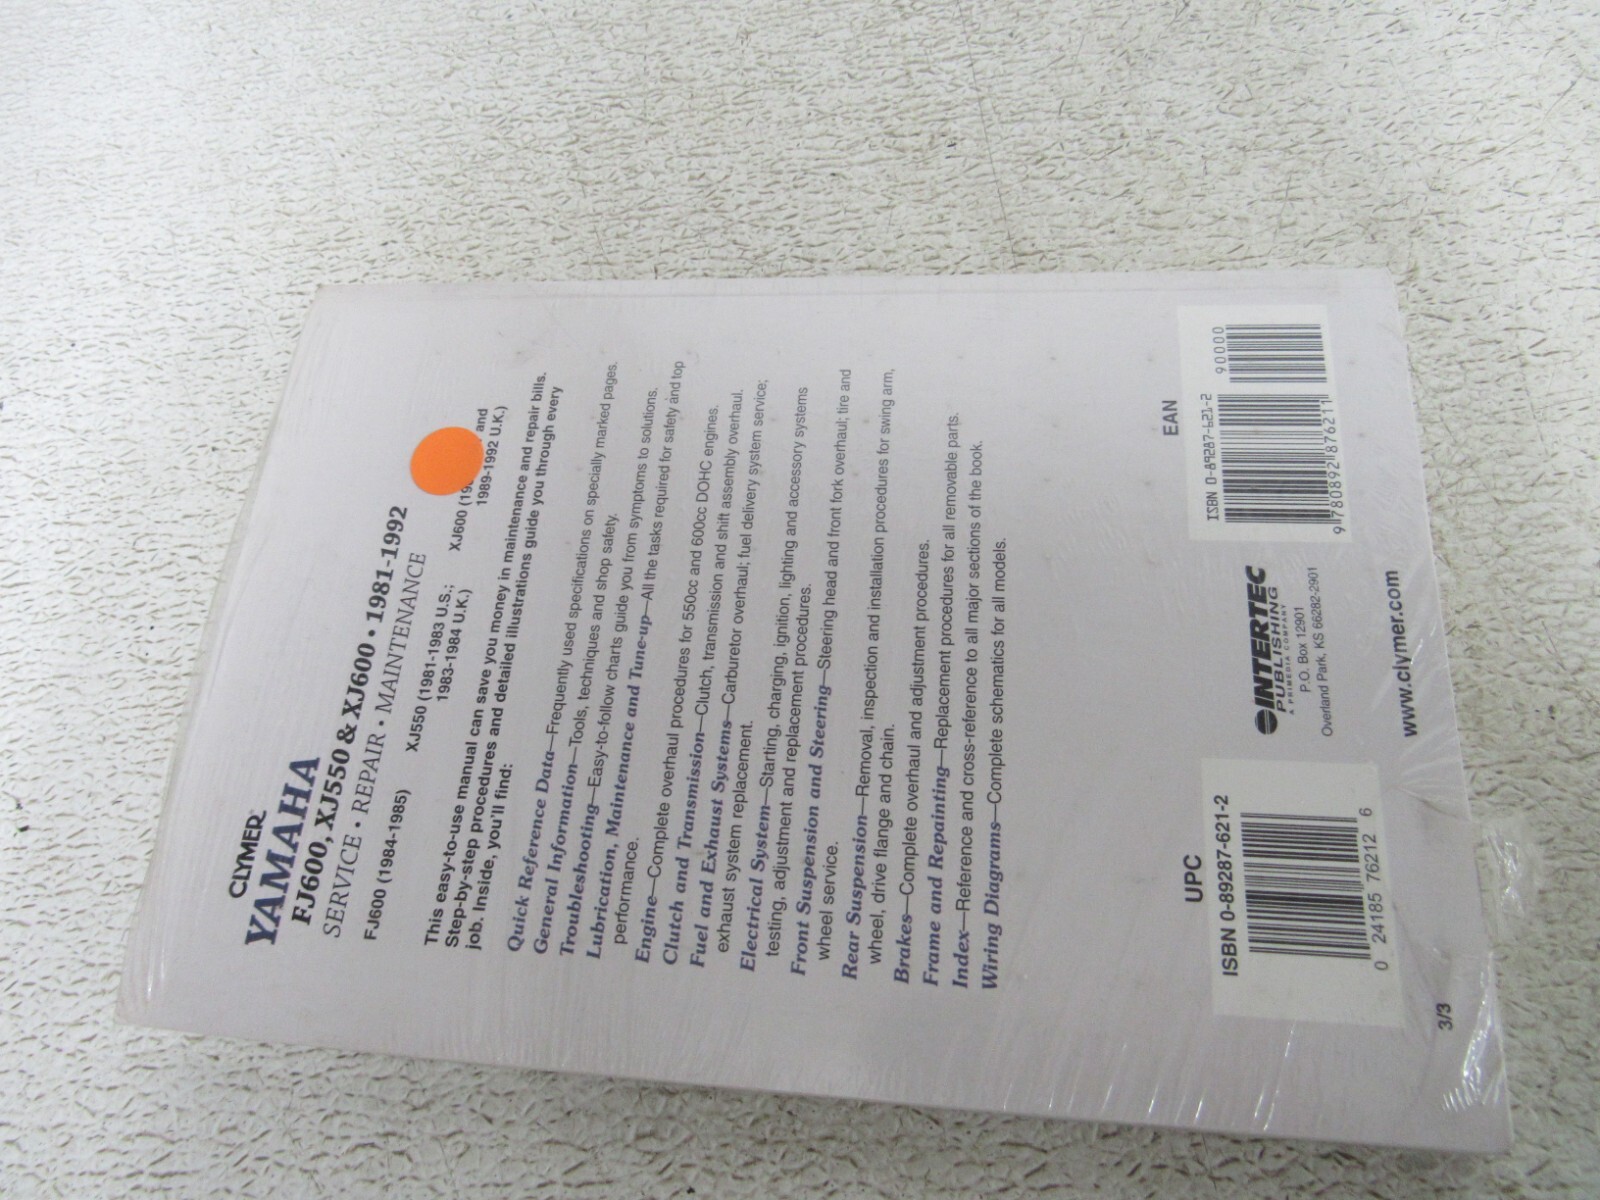 CLYMER®
YAMAHA
FJ600, XJ550 & XJ600 • 1981-1992
SERVICE • REPAIR • MAINTENANCE
FJ600 (1984-1985)
XJ550 (1981-1983 U.S.;
1983-1984 U.K.)
XJ600 (19 and
1989-1992 U.K.)
This easy-to-use manual can save you money in maintenance and repair bills.
Step-by-step procedures and detailed illustrations guide you through every
job. Inside, you'll find:
Quick Reference Data—Frequently used specifications on specially marked pages.
General Information—Tools, techniques and shop safety.
Troubleshooting—Easy-to-follow charts guide you from symptoms to solutions.
Lubrication, Maintenance and Tune-up—All the tasks required for safety and top
performance.
Engine—Complete overhaul procedures for 550cc and 600cc DOHC engines.
Clutch and Transmission—Clutch, transmission and shift assembly overhaul.
Fuel and Exhaust Systems—Carburetor overhaul; fuel delivery system service;
exhaust system replacement.
Electrical System—Starting, charging, ignition, lighting and accessory systems
testing, adjustment and replacement procedures.
Front Suspension and Steering—Steering head and front fork overhaul; tire and
wheel service.
Rear Suspension—Removal, inspection and installation procedures for swing arm,
wheel, drive flange and chain.
Brakes—Complete overhaul and adjustment procedures.
Frame and Repainting—Replacement procedures for all removable parts.
Index—Reference and cross-reference to all major sections of the book.
Wiring Diagrams—Complete schematics for all models.
UPC
ISBN 0-89287-621-2
0 24185 76212 6
INTERTEC
PUBLISHING
A PRIMEDIA COMPANY
P.O. Box 12901
Overland Park, KS 66282-2901
EAN
ISBN 0-89287-621-2
90000
9 780892 876211
3/3
www.clymer.com